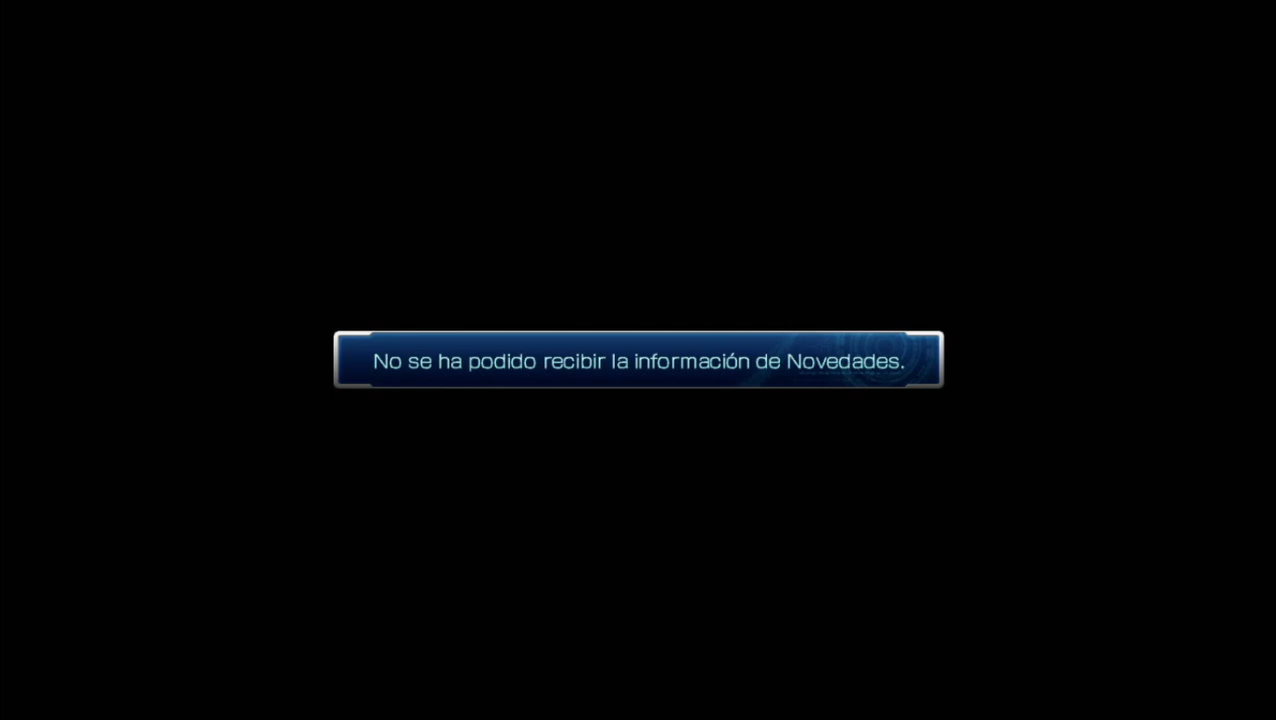 No se ha podido recibir la información de Novedades.